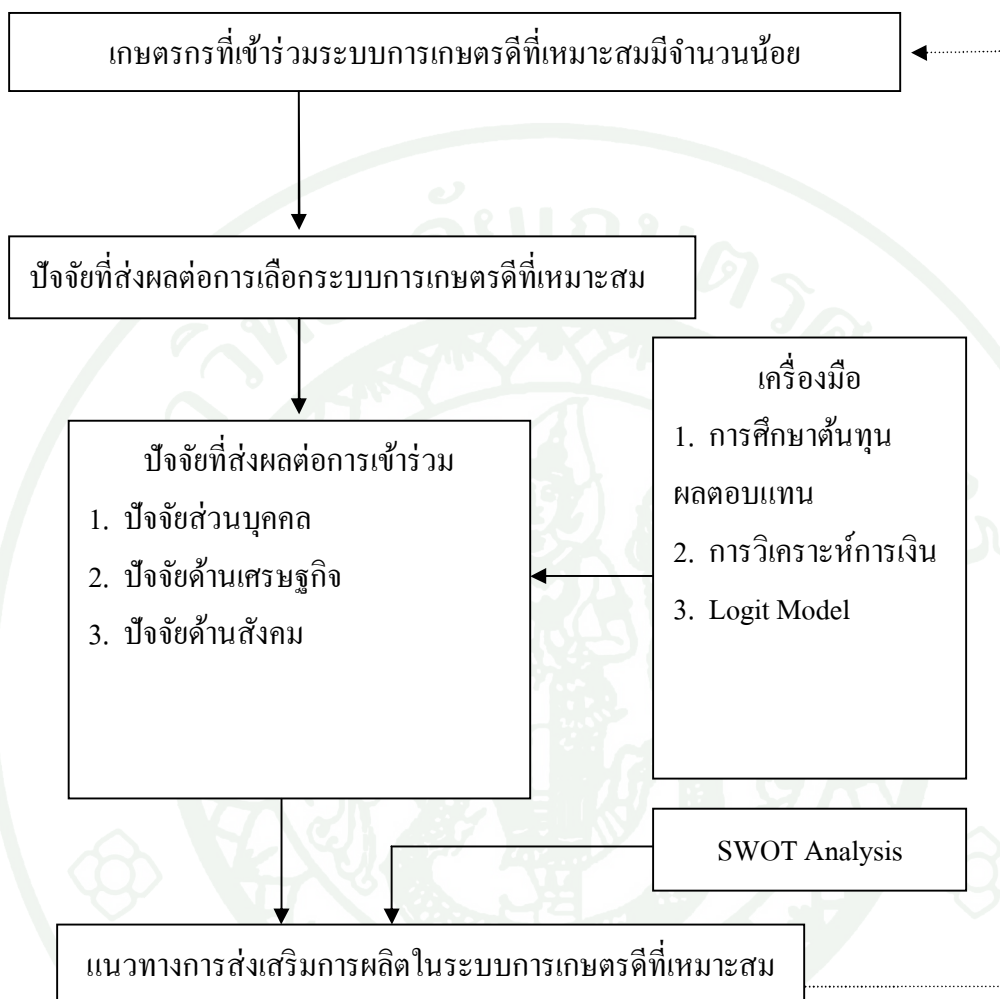 เกษตรกรที่เข้าร่วมระบบการเกษตรดีที่เหมาะสมมีจำนวนน้อย
ปัจจัยที่ส่งผลต่อการเลือกระบบการเกษตรดีที่เหมาะสม
ปัจจัยที่ส่งผลต่อการเข้าร่วม
1. ปัจจัยส่วนบุคคล
2. ปัจจัยด้านเศรษฐกิจ
3. ปัจจัยด้านสังคม
เครื่องมือ
1. การศึกษาต้นทุน
ผลตอบแทน
2. การวิเคราะห์การเงิน
3. Logit Model
SWOT Analysis
แนวทางการส่งเสริมการผลิตในระบบการเกษตรดีที่เหมาะสม